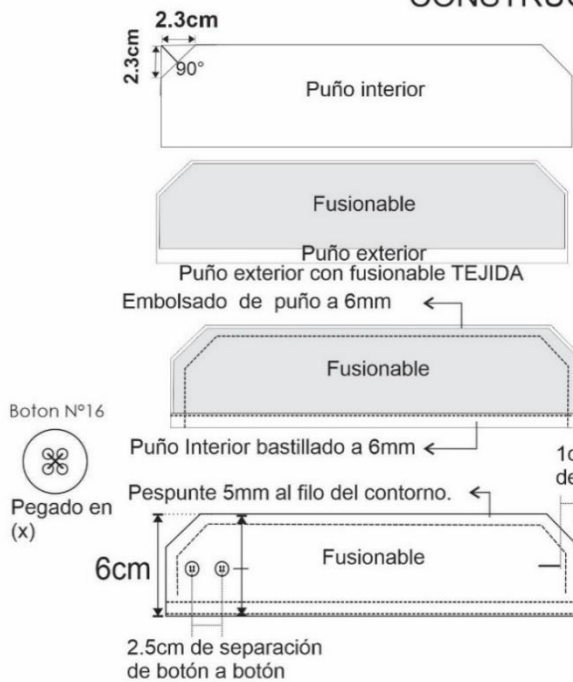 CONSTRUC
2.3cm
2.3cm
90°
Puño interior
Fusionable
Puño exterior
Puño exterior con fusionable TEJIDA
Embolsado de puño a 6mm
Fusionable
Boton Nº16
Pegado en
(x)
Puño Interior bastillado a 6mm
Pespunte 5mm al filo del contorno.
6cm
Fusionable
2.5cm de separación
de botón a botón